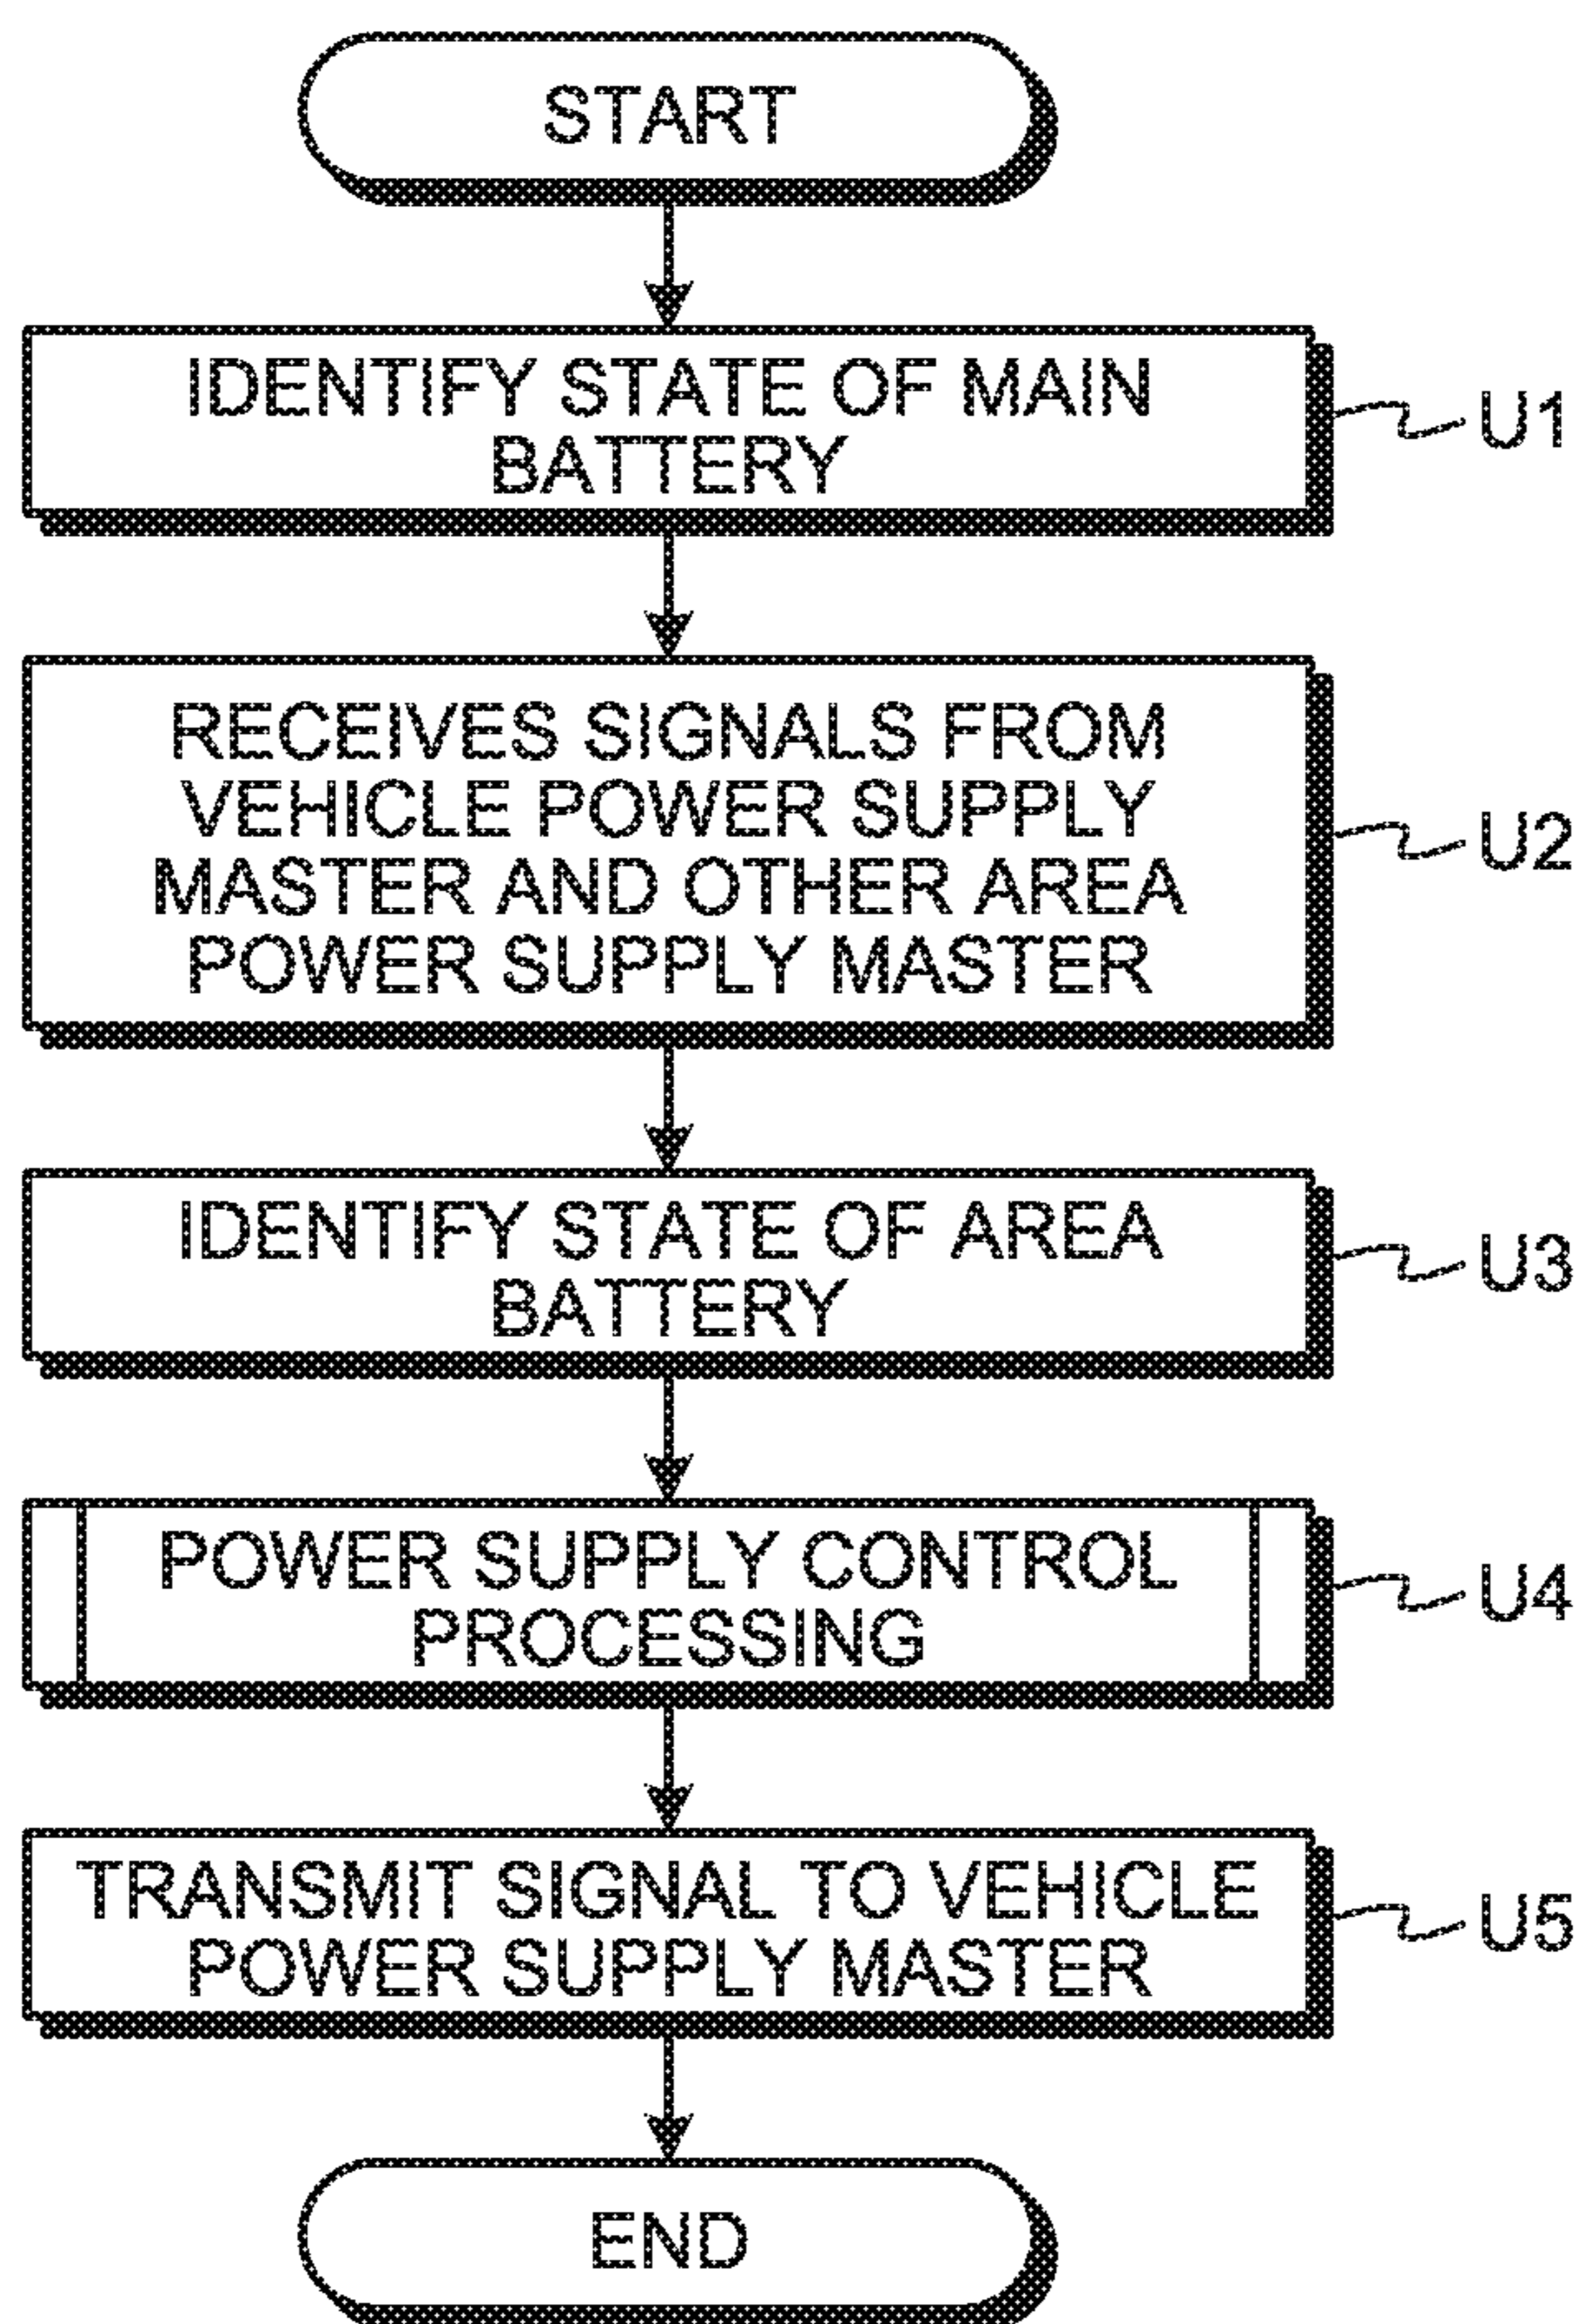 START
IDENTIFY STATE OF MAIN
BATTERY
U1
RECEIVES SIGNALS FROM
VEHICLE POWER SUPPLY
MASTER AND OTHER AREA
POWER SUPPLY MASTER
U2
IDENTIFY STATE OF AREA
BATTERY
U3
POWER SUPPLY CONTROL
PROCESSING
U4
TRANSMIT SIGNAL TO VEHICLE
POWER SUPPLY MASTER
U5
END